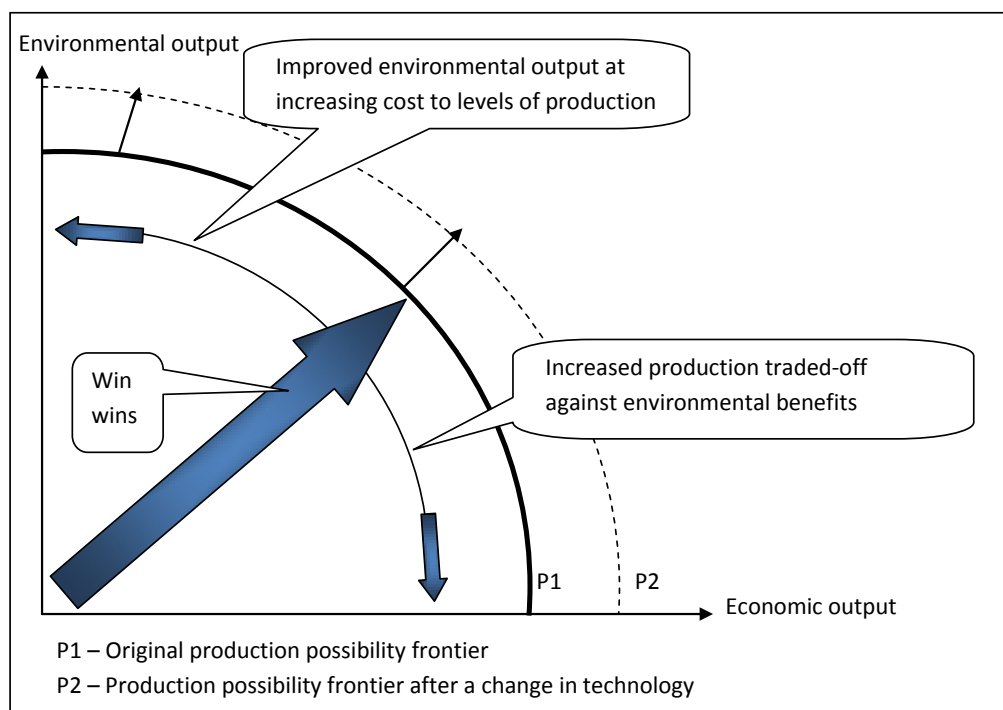 Environmental output
Improved environmental output at
increasing cost to levels of production
Win
wins
Increased production traded-off
against environmental benefits
P1
P2
Economic output
P1 – Original production possibility frontier
P2 – Production possibility frontier after a change in technology